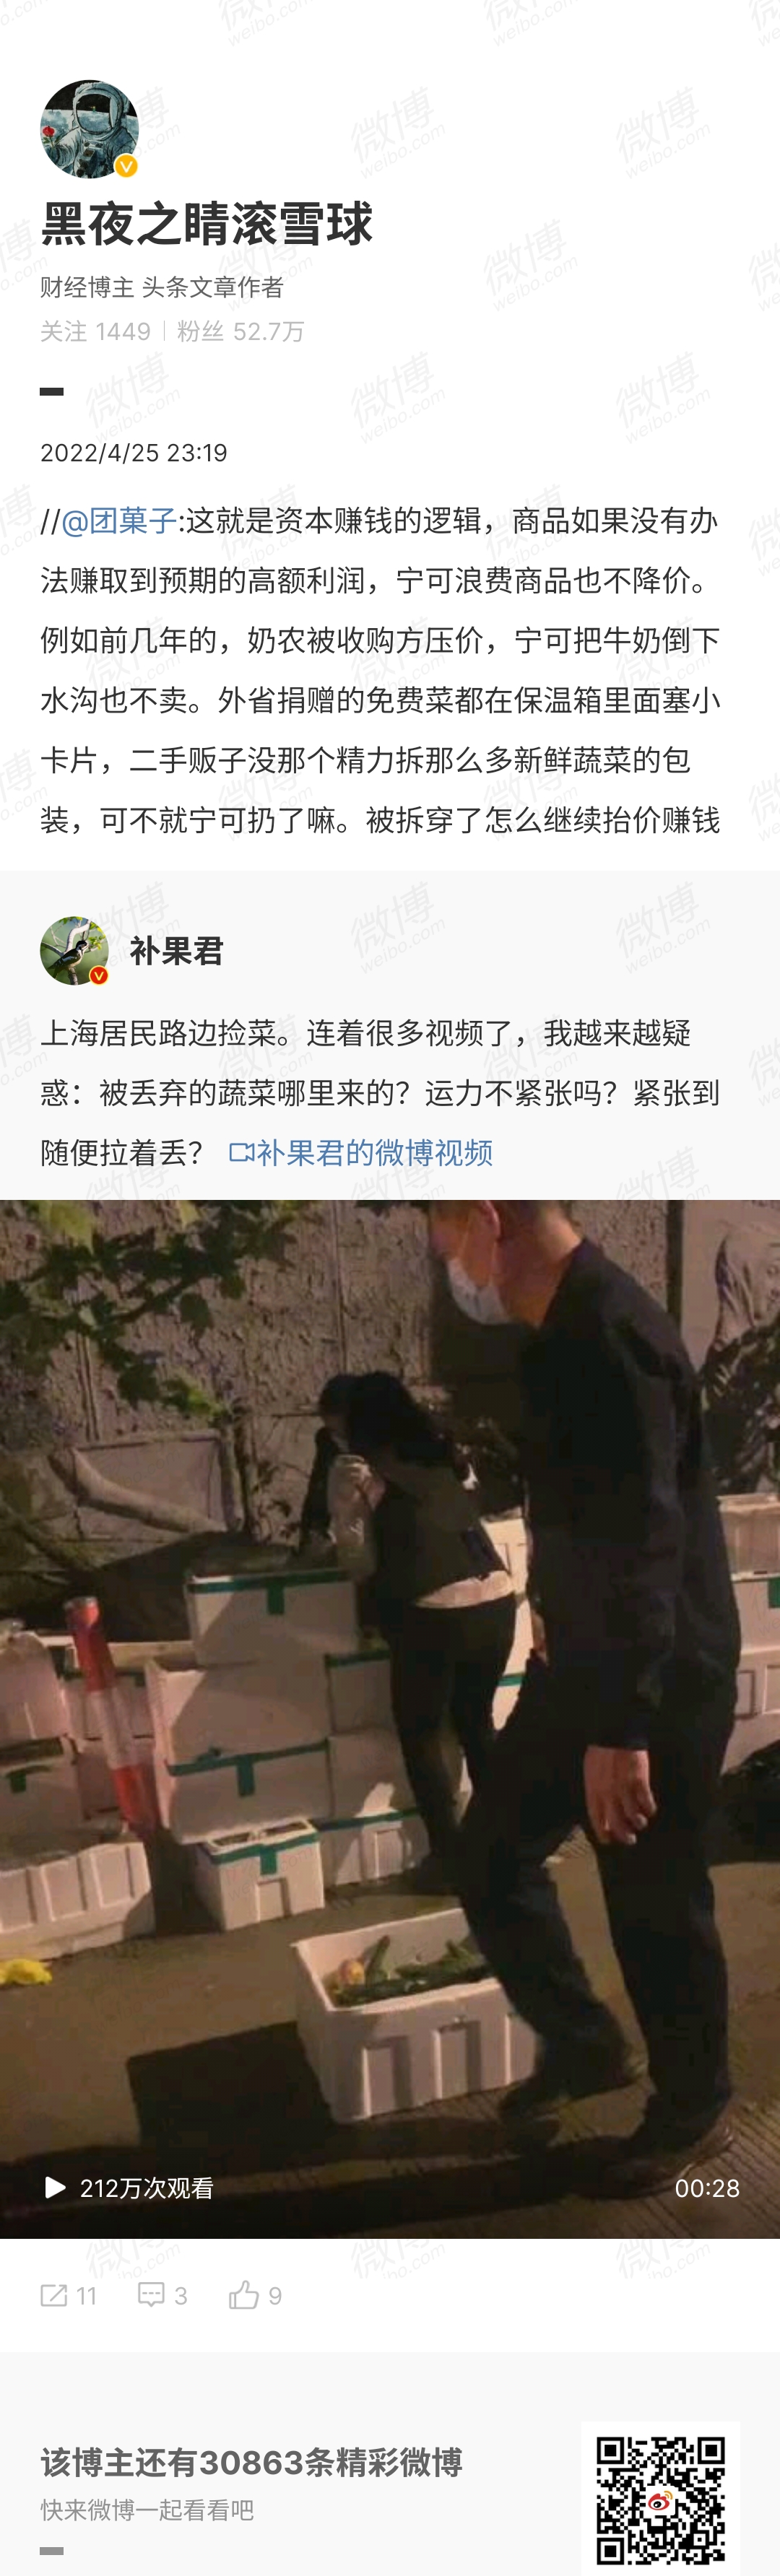 黑夜之睛滚雪球
财经博主 头条文章作者
关注 1449 | 粉丝 52.7万
2022/4/25 23:19
//@团菓子:这就是资本赚钱的逻辑，商品如果没有办
法赚取到预期的高额利润，宁可浪费商品也不降价。
例如前几年的，奶农被收购方压价，宁可把牛奶倒下
水沟也不卖。外省捐赠的免费菜都在保温箱里面塞小
卡片，二手贩子没那个精力拆那么多新鲜蔬菜的包
装，可不就宁可扔了嘛。被拆穿了怎么继续抬价赚钱
补果君
上海居民路边捡菜。连着很多视频了，我越来越疑
惑：被丢弃的蔬菜哪里来的？运力不紧张吗？紧张到
随便拉着丢？ 补果君的微博视频
212万次观看 00:28
11 3 9
该博主还有30863条精彩微博
快来微博一起看看吧
微博
weibo.com